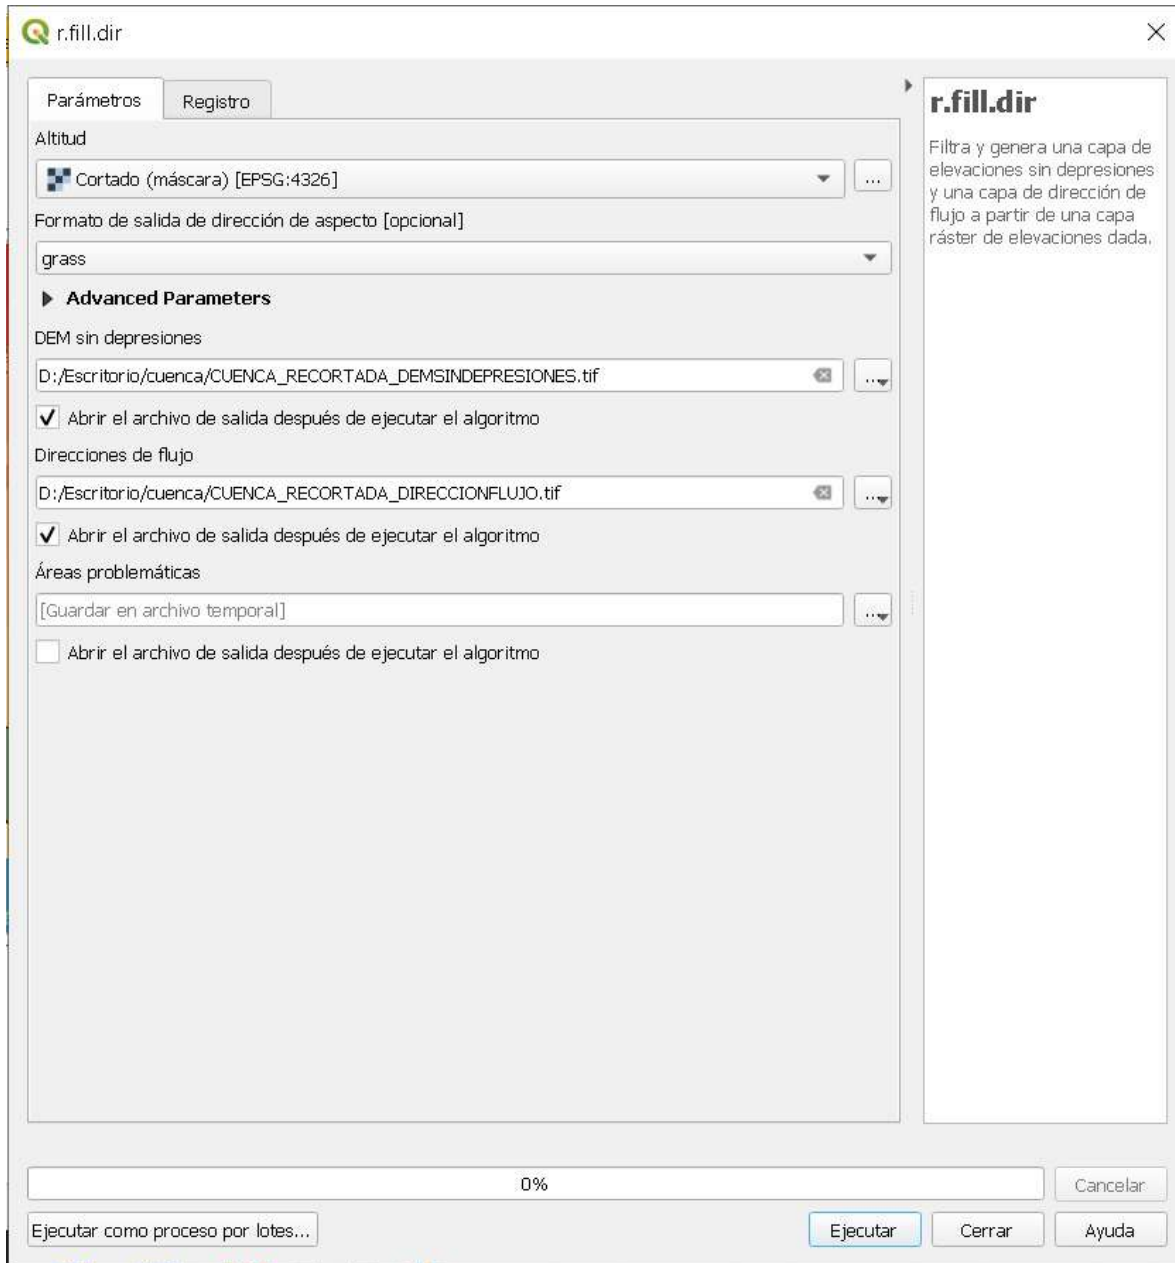 r.fill.dir
Parámetros
Registro
Altitud
Cortado (máscara) [EPSG:4326]
...
Formato de salida de dirección de aspecto [opcional]
grass
Advanced Parameters
DEM sin depresiones
D:/Escritorio/cuenca/CUENCA_RECORTADA_DEMSINDEPRESIONES.tif
...
Abrir el archivo de salida después de ejecutar el algoritmo
Direcciones de flujo
D:/Escritorio/cuenca/CUENCA_RECORTADA_DIRECCIONFLUJO.tif
...
Abrir el archivo de salida después de ejecutar el algoritmo
Áreas problemáticas
[Guardar en archivo temporal]
...
Abrir el archivo de salida después de ejecutar el algoritmo
r.fill.dir
Filtra y genera una capa de
elevaciones sin depresiones
y una capa de dirección de
flujo a partir de una capa
ráster de elevaciones dada.
0%
Cancelar
Ejecutar como proceso por lotes...
Ejecutar
Cerrar
Ayuda